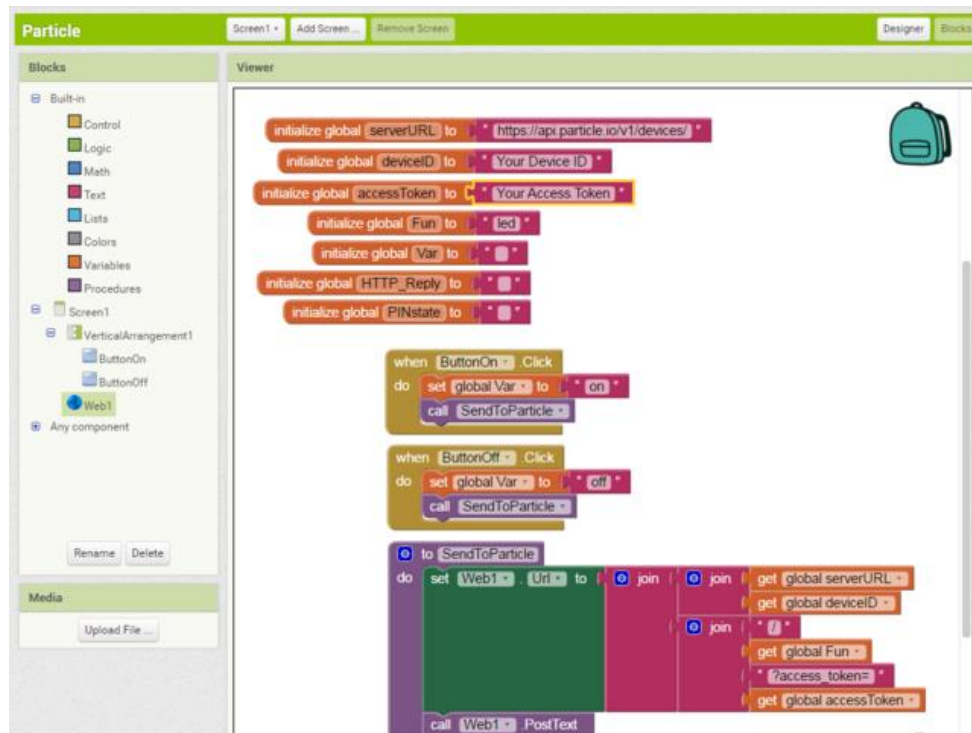 Particle
Screen1
Add Screen ...
Remove Screen
Designer
Blocks
Blocks
Viewer
Built-in
Control
Logic
Math
Text
Lists
Colors
Variables
Procedures
Screen1
VerticalArrangement1
ButtonOn
ButtonOff
Web1
Any component
Rename
Delete
Media
Upload File ...
initialize global serverURL to " https://api.particle.io/v1/devices/ "
initialize global deviceID to " Your Device ID "
initialize global accessToken to " Your Access Token "
initialize global Fun to " led "
initialize global Var to " "
initialize global HTTP_Reply to " "
initialize global PINstate to " "
when ButtonOn .Click
do set global Var to " on "
call SendToParticle
when ButtonOff .Click
do set global Var to " off "
call SendToParticle
to SendToParticle
do set Web1 . Url to join join get global serverURL
get global deviceID
join " / "
get global Fun
" ?access_token= "
get global accessToken
call Web1 .PostText